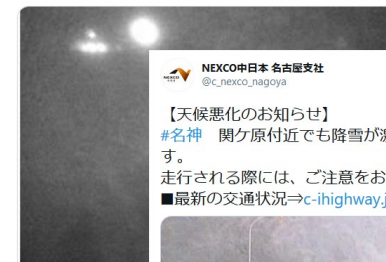 NEXCO中日本 名古屋支社
@c_nexco_nagoya
【天候悪化のお知らせ】
#名神 関ケ原付近でも降雪が激
す。
走行される際には、ご注意をお
■最新の交通状況⇒c-ihighway.j